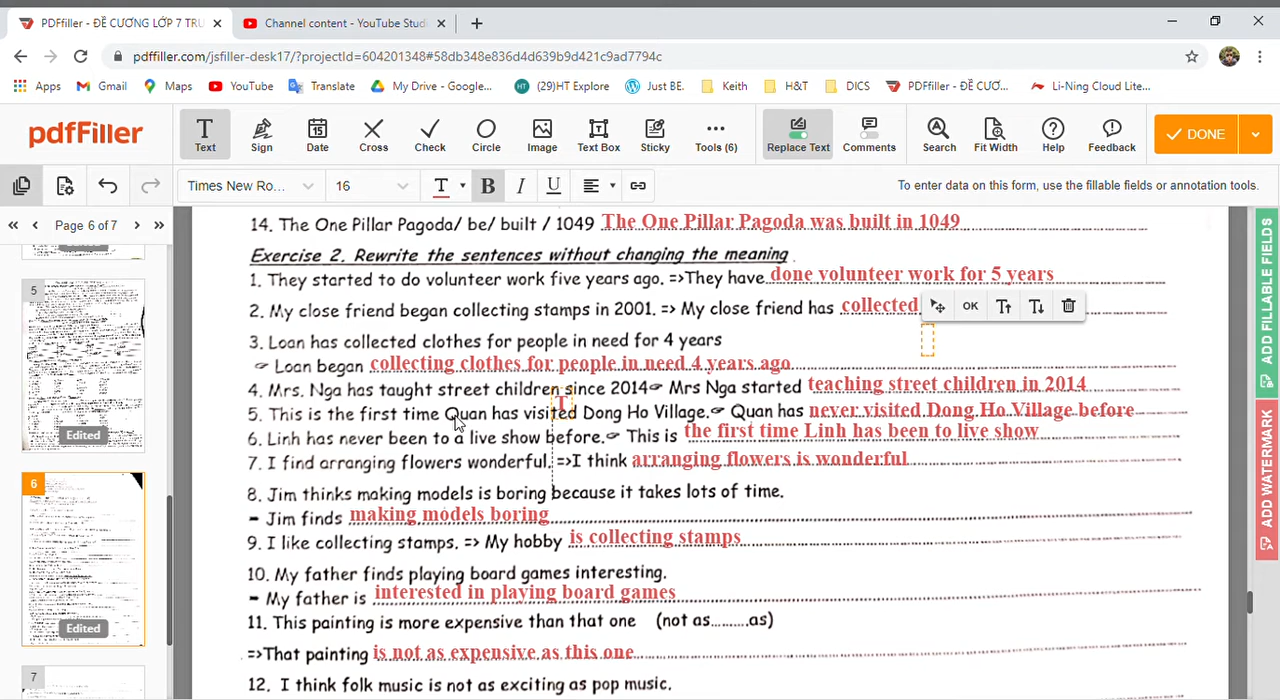 PDFfiller - ĐỀ CƯƠNG LỚP 7 TRƯ
Channel content - YouTube Studi
pdffiller.com/jsfiller-desk17/?projectId=604201348#58db348e836d4d639b9d421c9ad7794c
Apps Gmail YouTube Maps Translate My Drive - Google... (29)HT Explore Just BE. Keith H&T DICS PDFfiller - ĐỀ CƯƠ... Li-Ning Cloud Lite...
pdfFiller
Text Sign Date Cross Check Circle Image Text Box Sticky Tools (6) Replace Text Comments Search Fit Width Help Feedback DONE
Times New Ro... 16 T B I U To enter data on this form, use the fillable fields or annotation tools.
Page 6 of 7
5
Edited
6
Edited
7
14. The One Pillar Pagoda/ be/ built / 1049 The One Pillar Pagoda was built in 1049
Exercise 2. Rewrite the sentences without changing the meaning.
1. They started to do volunteer work five years ago. =>They have done volunteer work for 5 years
2. My close friend began collecting stamps in 2001. => My close friend has collected
OK
3. Loan has collected clothes for people in need for 4 years
Loan began collecting clothes for people in need 4 years ago
4. Mrs. Nga has taught street children since 2014 Mrs Nga started teaching street children in 2014
T
5. This is the first time Quan has visited Dong Ho Village. Quan has never visited Dong Ho Village before
6. Linh has never been to a live show before. This is the first time Linh has been to live show
7. I find arranging flowers wonderful. =>I think arranging flowers is wonderful
8. Jim thinks making models is boring because it takes lots of time.
- Jim finds making models boring
9. I like collecting stamps. => My hobby is collecting stamps
10. My father finds playing board games interesting.
- My father is interested in playing board games
11. This painting is more expensive than that one (not as.........as)
=>That painting is not as expensive as this one
12. I think folk music is not as exciting as pop music.
ADD FILLABLE FIELDS
ADD WATERMARK